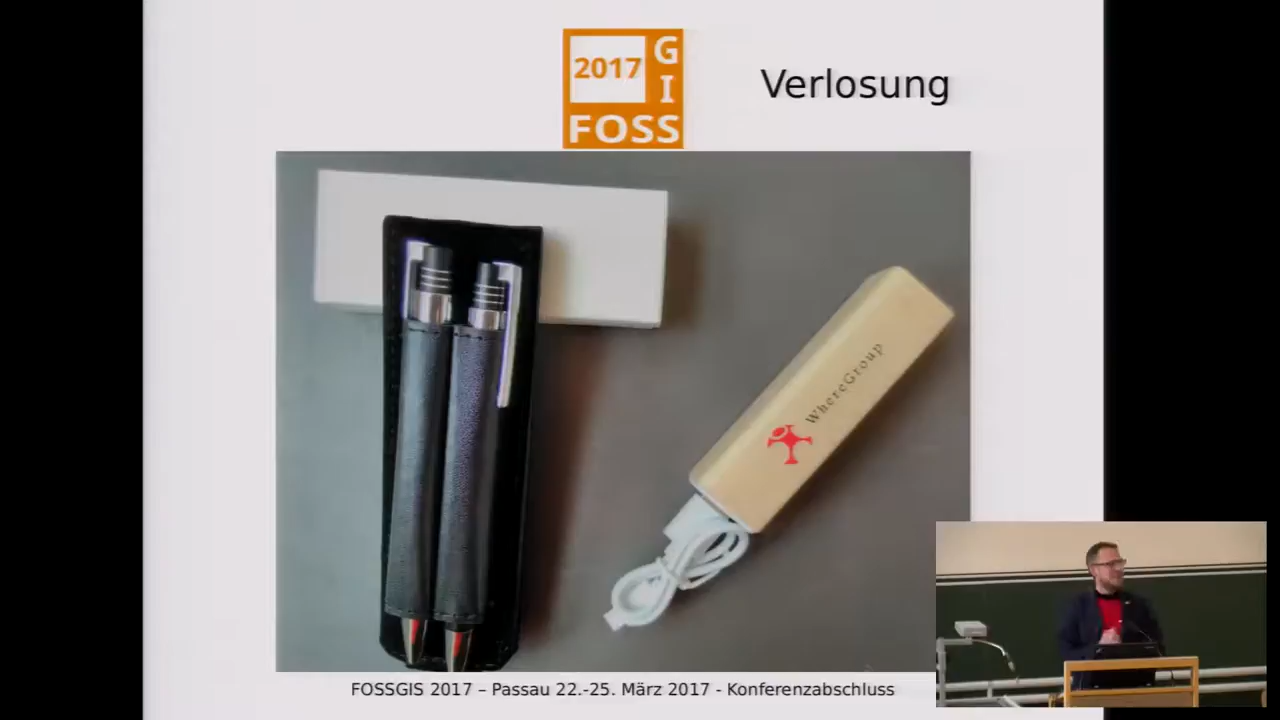 2017
G
I
FOSS
Verlosung
WhereGroup
FOSSGIS 2017 – Passau 22.-25. März 2017 - Konferenzabschluss